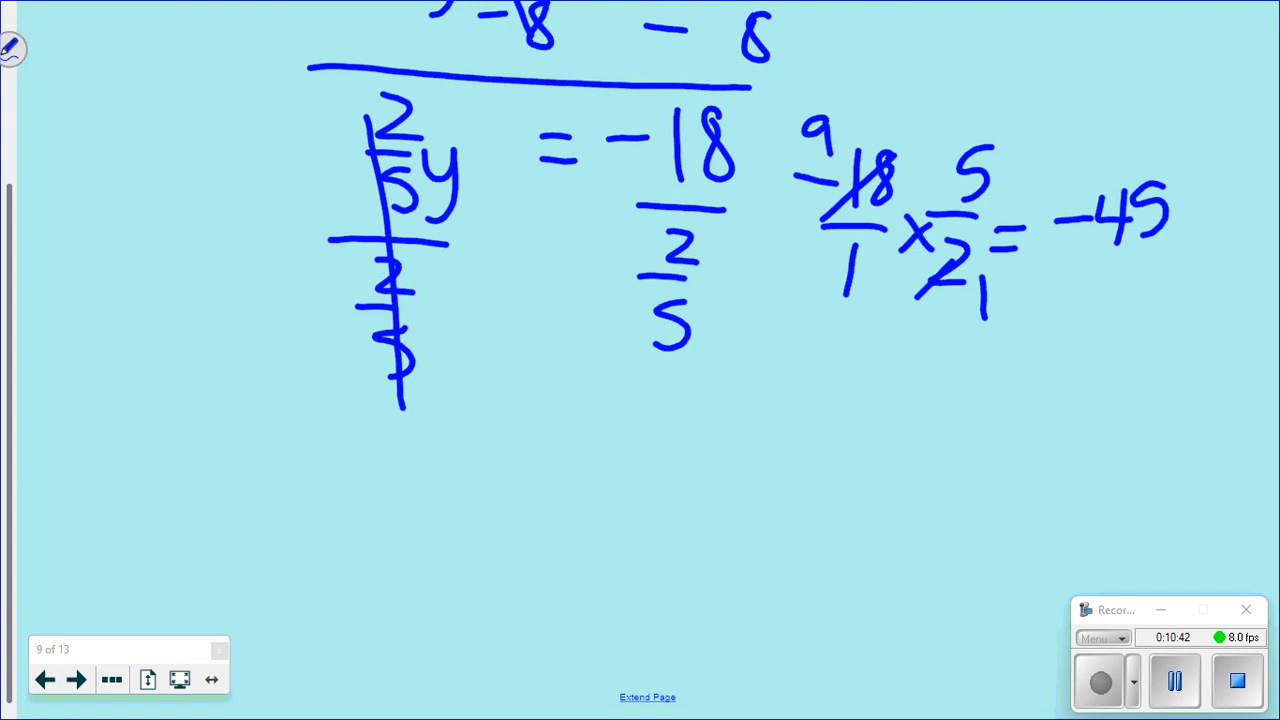 - 8 - 8
2/5 y = -18
2/5 2/5
9
-18/1 × 5/2 = -45
1
Recor...
Menu 0:10:42 8.0 fps
9 of 13
Extend Page